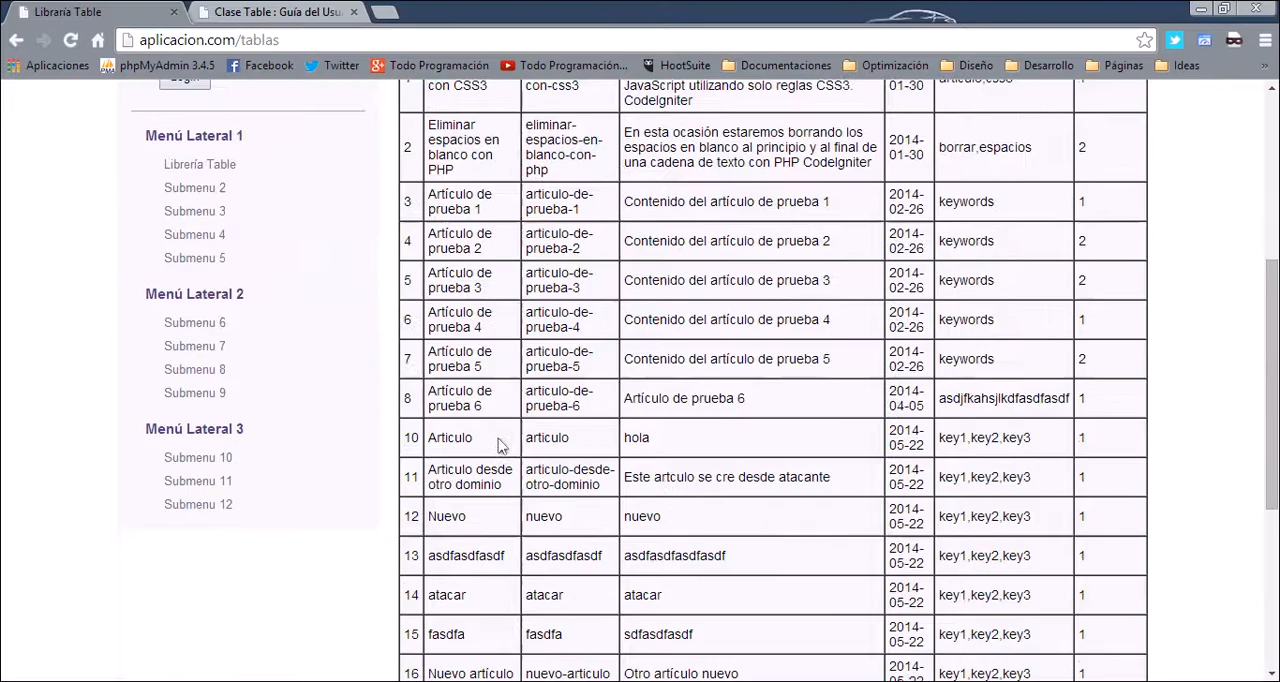 Librería Table
Clase Table : Guía del Usu
aplicacion.com/tablas
Aplicaciones phpMyAdmin 3.4.5 Facebook Twitter Todo Programación Todo Programación... HootSuite Documentaciones Optimización Diseño Desarrollo Páginas Ideas »
Login
Menú Lateral 1
Librería Table
Submenu 2
Submenu 3
Submenu 4
Submenu 5
Menú Lateral 2
Submenu 6
Submenu 7
Submenu 8
Submenu 9
Menú Lateral 3
Submenu 10
Submenu 11
Submenu 12
con CSS3
con-css3
JavaScript utilizando solo reglas CSS3.
CodeIgniter
01-30
2
Eliminar
espacios en
blanco con
PHP
eliminar-
espacios-en-
blanco-con-
php
En esta ocasión estaremos borrando los
espacios en blanco al principio y al final de
una cadena de texto con PHP CodeIgniter
2014-
01-30
borrar,espacios
2
3
Artículo de
prueba 1
articulo-de-
prueba-1
Contenido del artículo de prueba 1
2014-
02-26
keywords
1
4
Artículo de
prueba 2
articulo-de-
prueba-2
Contenido del artículo de prueba 2
2014-
02-26
keywords
2
5
Artículo de
prueba 3
articulo-de-
prueba-3
Contenido del artículo de prueba 3
2014-
02-26
keywords
2
6
Artículo de
prueba 4
articulo-de-
prueba-4
Contenido del artículo de prueba 4
2014-
02-26
keywords
1
7
Artículo de
prueba 5
articulo-de-
prueba-5
Contenido del artículo de prueba 5
2014-
02-26
keywords
2
8
Artículo de
prueba 6
articulo-de-
prueba-6
Artículo de prueba 6
2014-
04-05
asdjfkahsjlkdfasdfasdf
1
10
Articulo
articulo
hola
2014-
05-22
key1,key2,key3
1
11
Articulo desde
otro dominio
articulo-desde-
otro-dominio
Este artculo se cre desde atacante
2014-
05-22
key1,key2,key3
1
12
Nuevo
nuevo
nuevo
2014-
05-22
key1,key2,key3
1
13
asdfasdfasdf
asdfasdfasdf
asdfasdfasdfasdf
2014-
05-22
key1,key2,key3
1
14
atacar
atacar
atacar
2014-
05-22
key1,key2,key3
1
15
fasdfa
fasdfa
sdfasdfasdf
2014-
05-22
key1,key2,key3
1
16
Nuevo artículo
nuevo-articulo
Otro artículo nuevo
2014-
05-22
key1,key2,key3
1